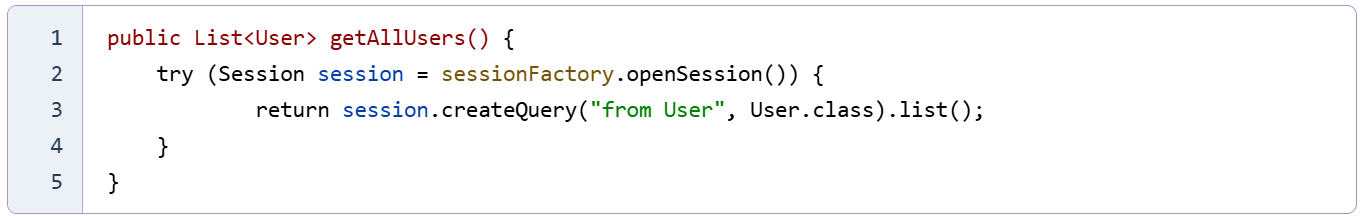 1 public List<User> getAllUsers() {
2     try (Session session = sessionFactory.openSession()) {
3             return session.createQuery("from User", User.class).list();
4     }
5 }